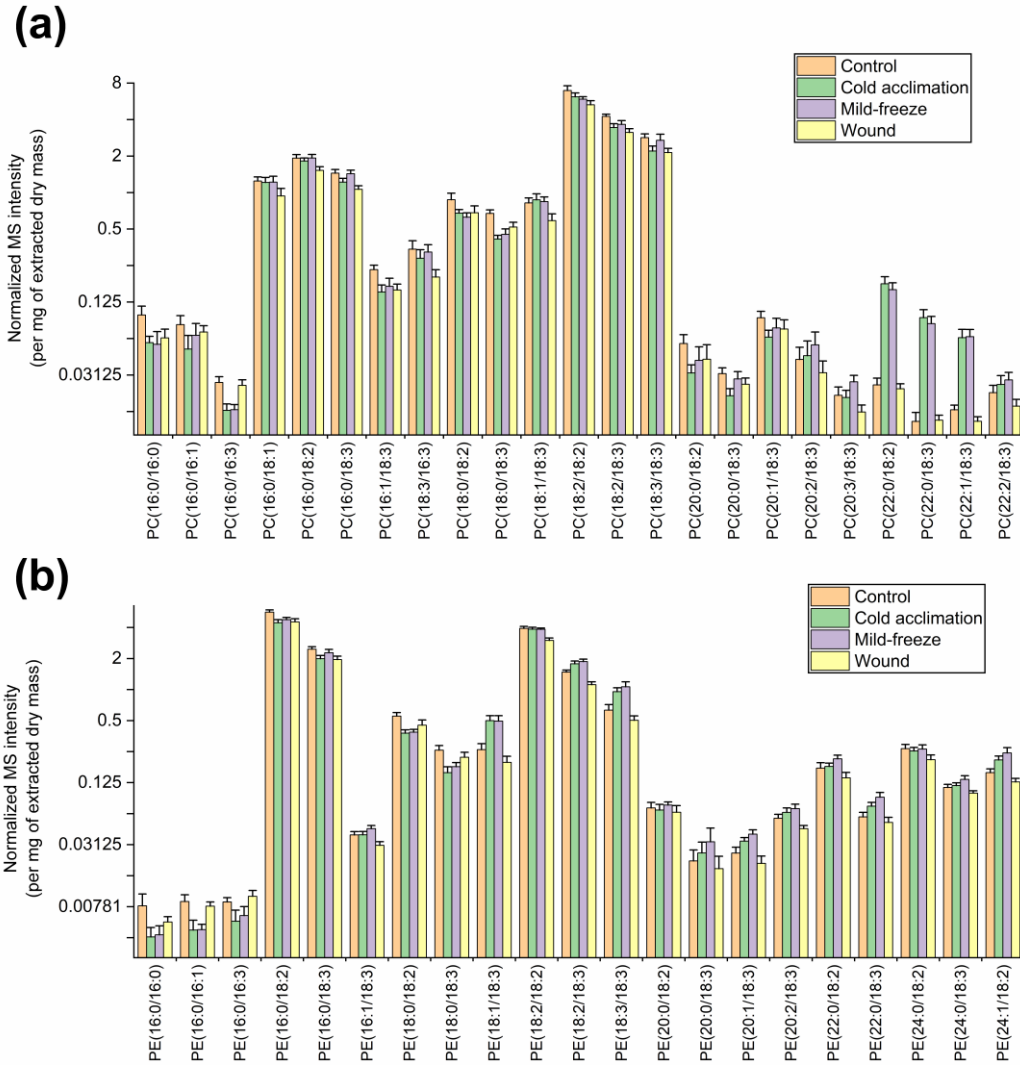 (a)
Control
Cold acclimation
Mild-freeze
Wound
Normalized MS intensity
(per mg of extracted dry mass)
8
2
0.5
0.125
0.03125
PC(16:0/16:0)
PC(16:0/16:1)
PC(16:0/16:3)
PC(16:0/18:1)
PC(16:0/18:2)
PC(16:0/18:3)
PC(16:1/18:3)
PC(18:3/16:3)
PC(18:0/18:2)
PC(18:0/18:3)
PC(18:1/18:3)
PC(18:2/18:2)
PC(18:2/18:3)
PC(18:3/18:3)
PC(20:0/18:2)
PC(20:0/18:3)
PC(20:1/18:3)
PC(20:2/18:3)
PC(20:3/18:3)
PC(22:0/18:2)
PC(22:0/18:3)
PC(22:1/18:3)
PC(22:2/18:3)
(b)
Control
Cold acclimation
Mild-freeze
Wound
Normalized MS intensity
(per mg of extracted dry mass)
2
0.5
0.125
0.03125
0.00781
PE(16:0/16:0)
PE(16:0/16:1)
PE(16:0/16:3)
PE(16:0/18:2)
PE(16:0/18:3)
PE(16:1/18:3)
PE(18:0/18:2)
PE(18:0/18:3)
PE(18:1/18:3)
PE(18:2/18:2)
PE(18:2/18:3)
PE(18:3/18:3)
PE(20:0/18:2)
PE(20:0/18:3)
PE(20:1/18:3)
PE(20:2/18:3)
PE(22:0/18:2)
PE(22:0/18:3)
PE(24:0/18:2)
PE(24:0/18:3)
PE(24:1/18:2)